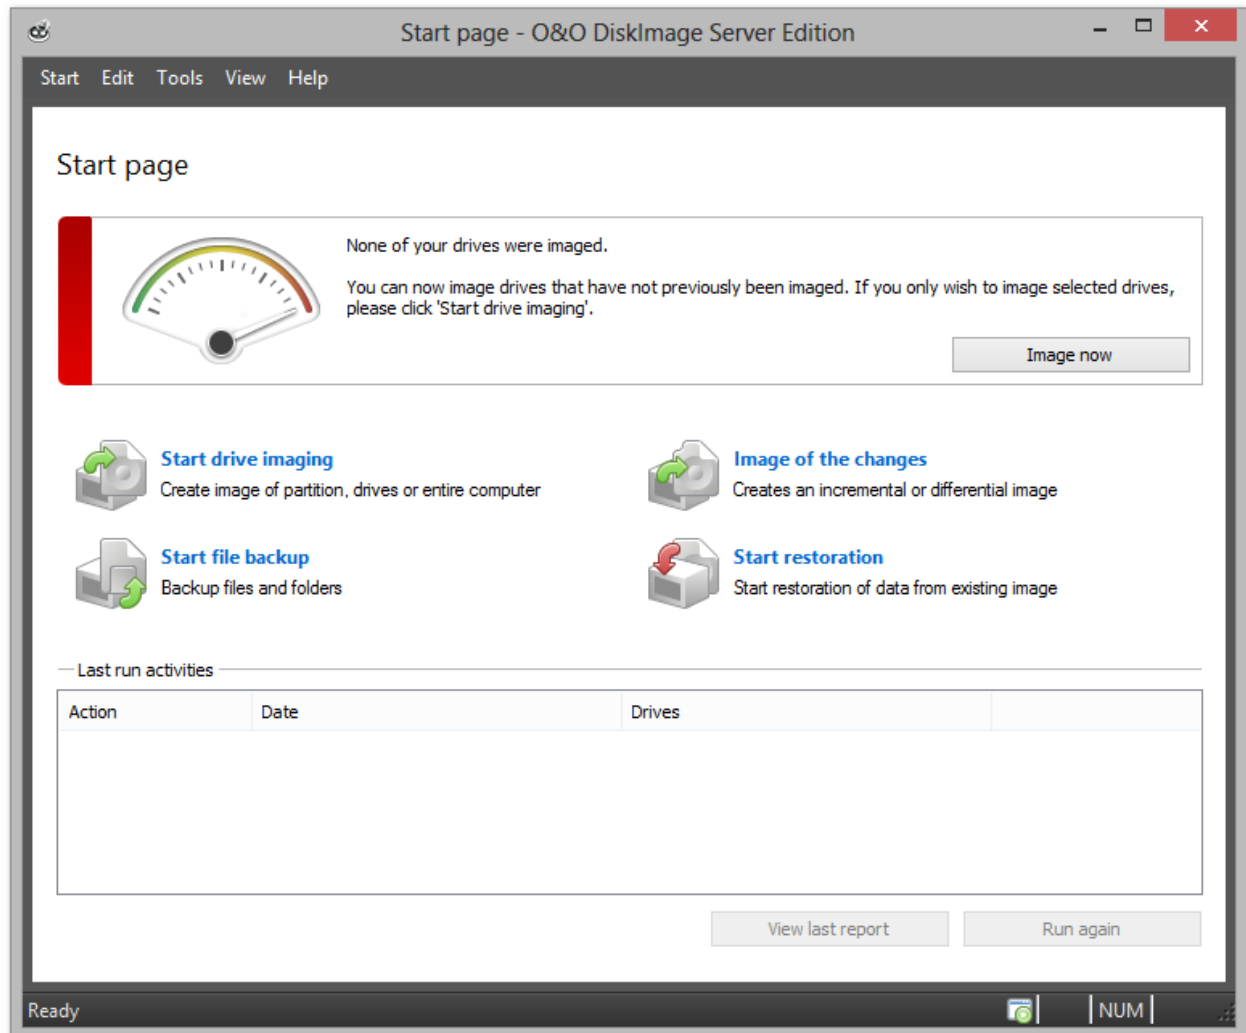 Start page - O&O DiskImage Server Edition
Start Edit Tools View Help
Start page
None of your drives were imaged.
You can now image drives that have not previously been imaged. If you only wish to image selected drives,
please click 'Start drive imaging'.
Image now
Start drive imaging
Create image of partition, drives or entire computer
Image of the changes
Creates an incremental or differential image
Start file backup
Backup files and folders
Start restoration
Start restoration of data from existing image
Last run activities
Action Date Drives
View last report Run again
Ready NUM